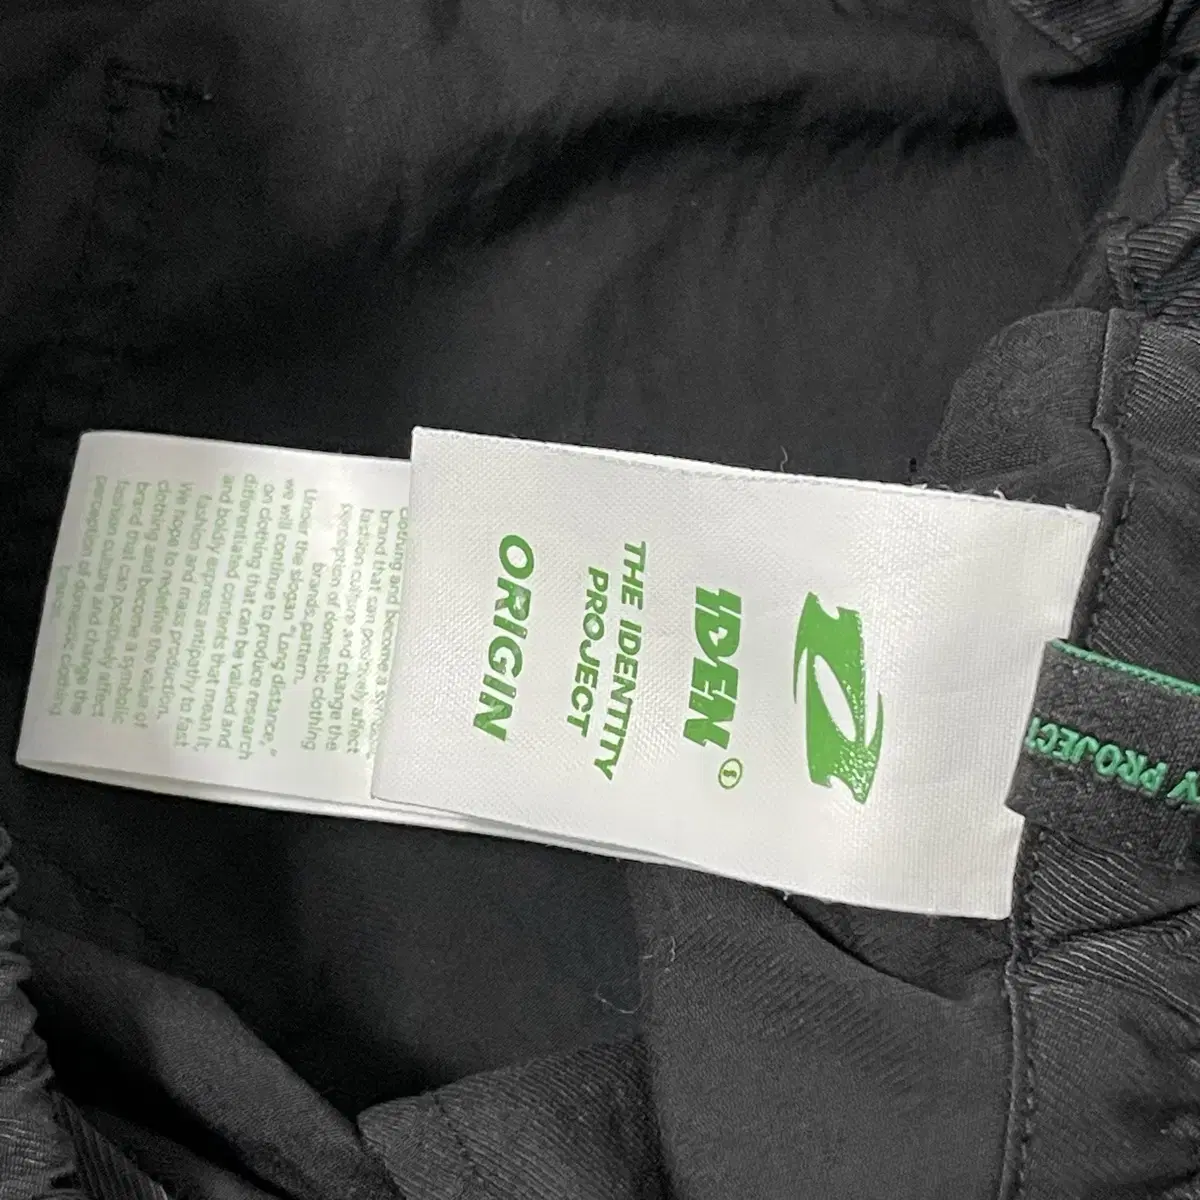 IDEN
THE IDENTITY
PROJECT
ORIGIN
Y PROJECT
clothing and become a
brand that can positively affect
fashion culture and change the
perception of domestic clothing
brands pattern.
Under the slogan "Long distance,"
we will continue to produce research
on clothing that can be valued and
differentiated contents that mean it,
and boldly express antipathy to fast
fashion and mass production.
We hope to redefine the value of
clothing and become a symbolic
brand that can positively affect
fashion culture and change the
perception of domestic clothing